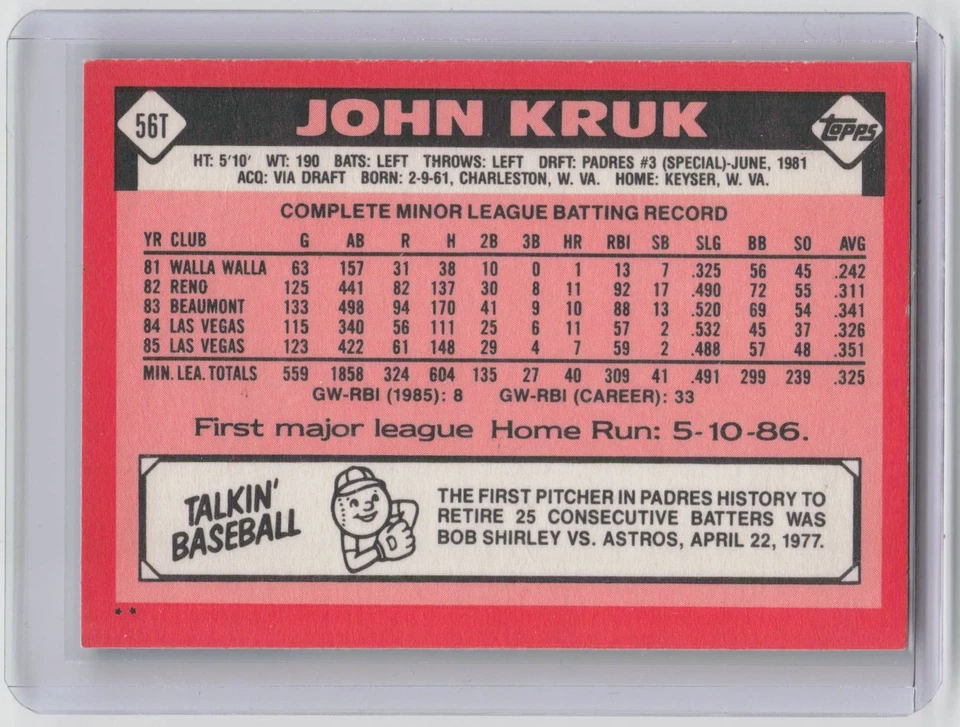 56T JOHN KRUK Topps
HT: 5'10' WT: 190 BATS: LEFT THROWS: LEFT DRFT: PADRES #3 (SPECIAL)-JUNE, 1981
ACQ: VIA DRAFT BORN: 2-9-61, CHARLESTON, W. VA. HOME: KEYSER, W. VA.
COMPLETE MINOR LEAGUE BATTING RECORD
YR CLUB G AB R H 2B 3B HR RBI SB SLG BB SO AVG
81 WALLA WALLA 63 157 31 38 10 0 1 13 7 .325 56 45 .242
82 RENO 125 441 82 137 30 8 11 92 17 .490 72 55 .311
83 BEAUMONT 133 498 94 170 41 9 10 88 13 .520 69 54 .341
84 LAS VEGAS 115 340 56 111 25 6 11 57 2 .532 45 37 .326
85 LAS VEGAS 123 422 61 148 29 4 7 59 2 .488 57 48 .351
MIN. LEA. TOTALS 559 1858 324 604 135 27 40 309 41 .491 299 239 .325
GW-RBI (1985): 8 GW-RBI (CAREER): 33
First major league Home Run: 5-10-86.
TALKIN'
BASEBALL
THE FIRST PITCHER IN PADRES HISTORY TO
RETIRE 25 CONSECUTIVE BATTERS WAS
BOB SHIRLEY VS. ASTROS, APRIL 22, 1977.
* *